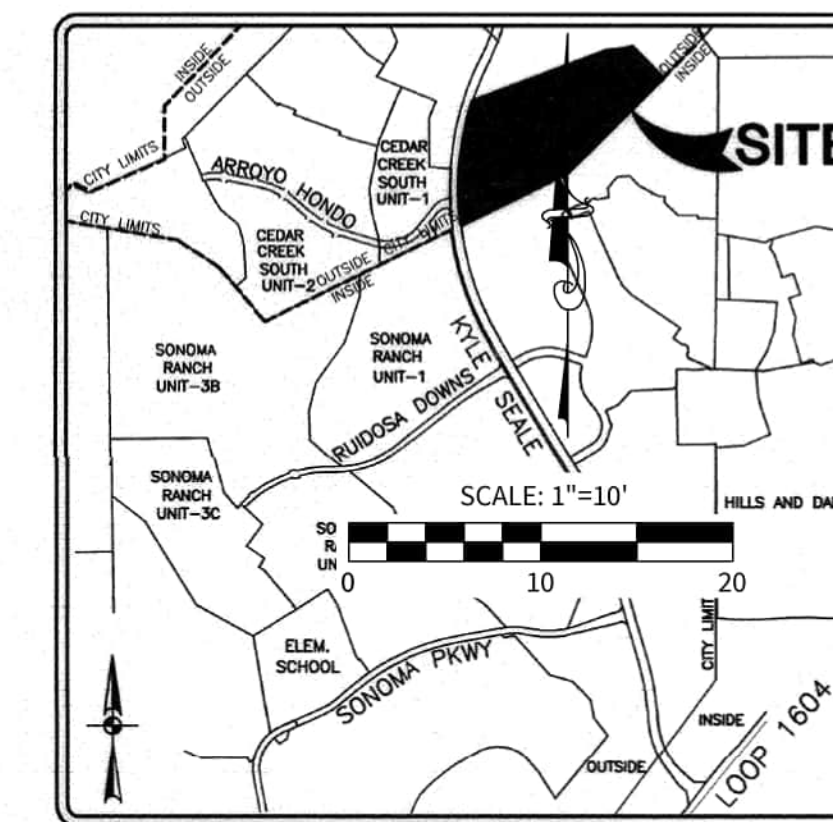 INSIDE
OUTSIDE
OUTSIDE
INSIDE
SITE
CITY LIMITS
CEDAR
CREEK
SOUTH
UNIT-1
ARROYO HONDO
CITY LIMITS
CITY LIMITS
CEDAR
CREEK
SOUTH
UNIT-2
OUTSIDE
INSIDE
SONOMA
RANCH
UNIT-3B
SONOMA
RANCH
UNIT-1
KYLE SEALE
RUIDOSA DOWNS
SONOMA
RANCH
UNIT-3C
SCALE: 1"=10'
HILLS AND
SO
R
UN
0 10 20
ELEM.
SCHOOL
SONOMA PKWY
CITY LIMIT
INSIDE
OUTSIDE
LOOP 1604